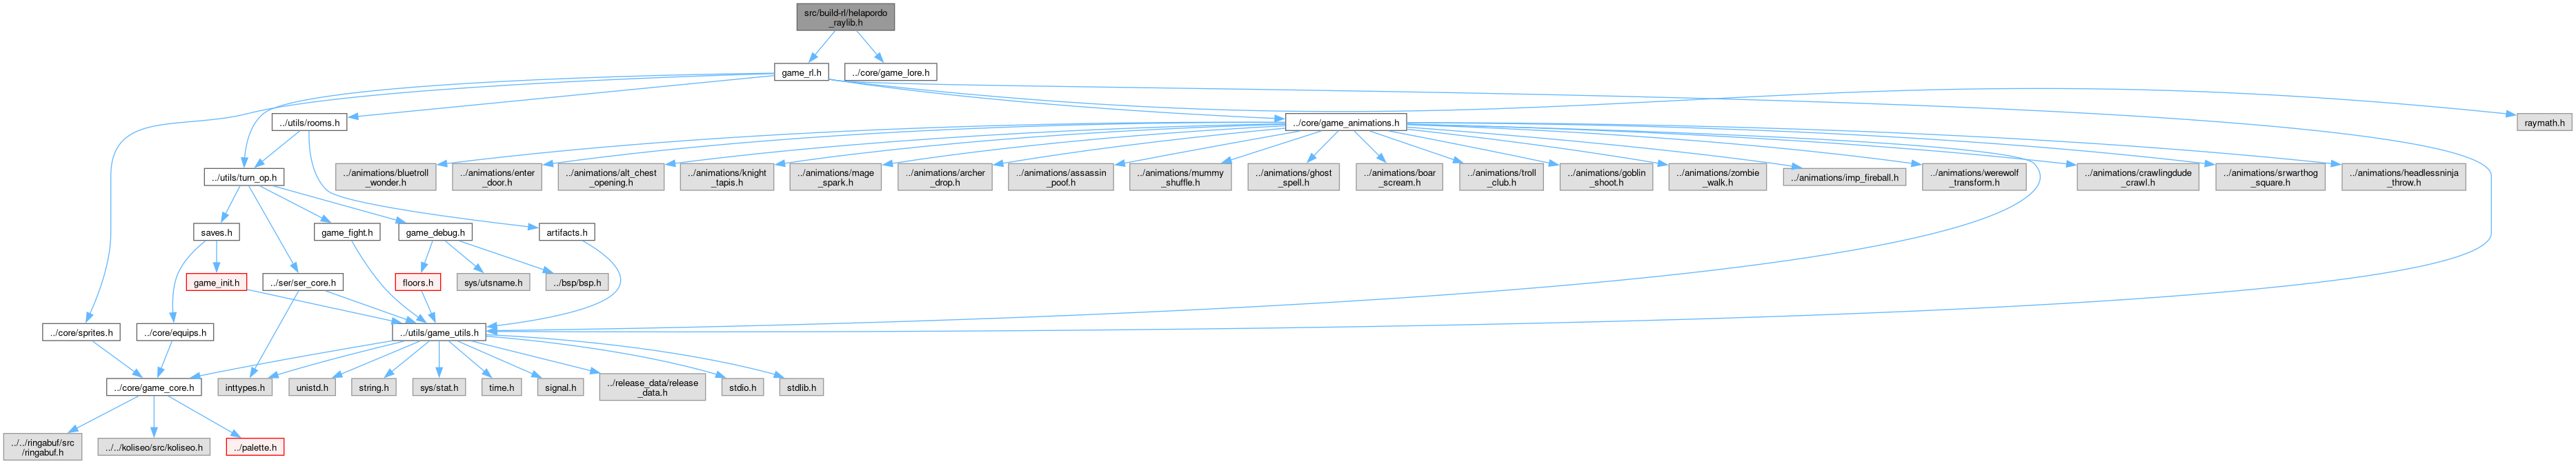 src/build-rl/helapordo
_raylib.h
game_rl.h
../core/game_lore.h
../utils/rooms.h
../core/game_animations.h
raymath.h
../utils/turn_op.h
../animations/bluetroll
_wonder.h
../animations/enter
_door.h
../animations/alt_chest
_opening.h
../animations/knight
_tapis.h
../animations/mage
_spark.h
../animations/archer
_drop.h
../animations/assassin
_poof.h
../animations/mummy
_shuffle.h
../animations/ghost
_spell.h
../animations/boar
_scream.h
../animations/troll
_club.h
../animations/goblin
_shoot.h
../animations/zombie
_walk.h
../animations/imp_fireball.h
../animations/werewolf
_transform.h
../animations/crawlingdude
_crawl.h
../animations/srwarthog
_square.h
../animations/headlessninja
_throw.h
saves.h
game_fight.h
game_debug.h
artifacts.h
game_init.h
../ser/ser_core.h
floors.h
sys/utsname.h
../bsp/bsp.h
../core/sprites.h
../core/equips.h
../utils/game_utils.h
../core/game_core.h
inttypes.h
unistd.h
string.h
sys/stat.h
time.h
signal.h
../release_data/release
_data.h
stdio.h
stdlib.h
../../ringabuf/src
/ringabuf.h
../../koliseo/src/koliseo.h
../palette.h